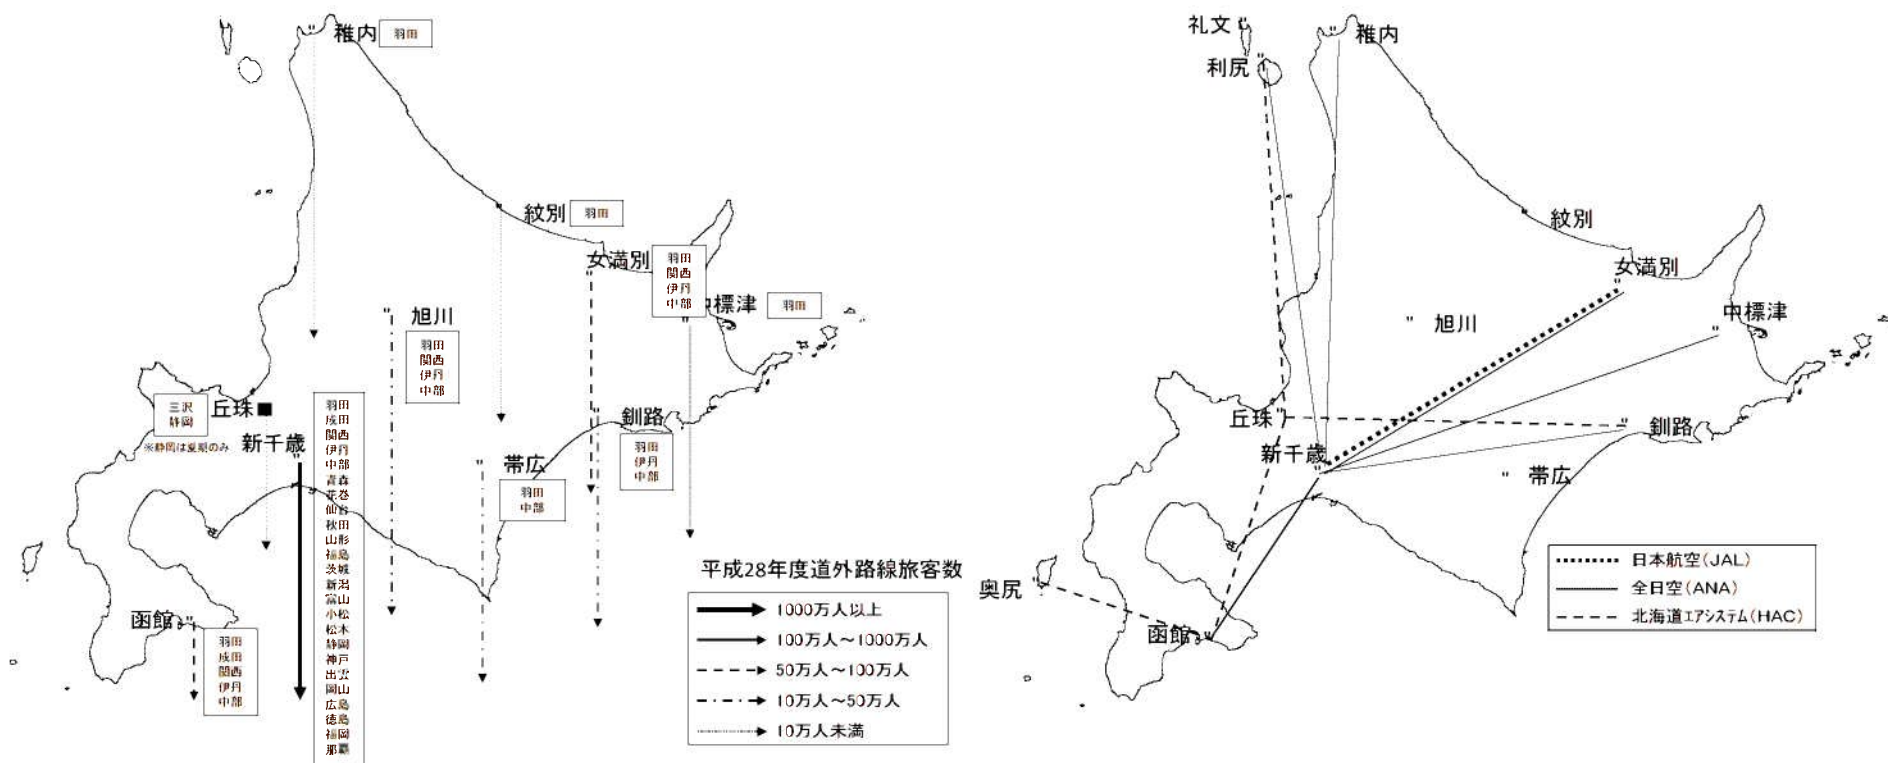 稚内
羽田
紋別
羽田
女満別
羽田
関西
伊丹
中部
中標津
羽田
旭川
羽田
関西
伊丹
中部
三沢
静岡
丘珠
※静岡は夏期のみ
新千歳
羽田
成田
関西
伊丹
中部
青森
花巻
仙台
秋田
山形
福島
茨城
新潟
富山
小松
松本
静岡
神戸
出雲
岡山
広島
徳島
福岡
那覇
帯広
羽田
中部
釧路
羽田
伊丹
中部
函館
羽田
成田
関西
伊丹
中部
平成28年度道外路線旅客数
1000万人以上
100万人～1000万人
50万人～100万人
10万人～50万人
10万人未満
礼文
利尻
稚内
紋別
女満別
中標津
旭川
丘珠
新千歳
釧路
帯広
奥尻
函館
日本航空(JAL)
全日空(ANA)
北海道エアシステム(HAC)